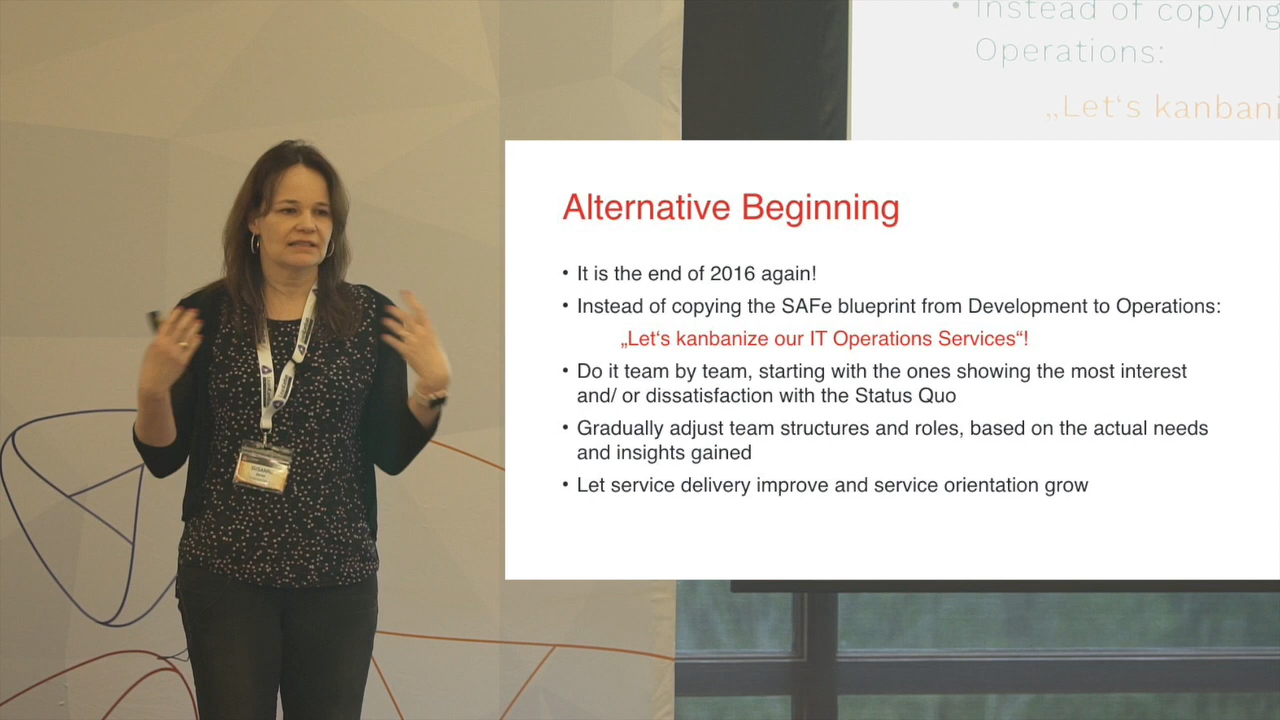 • Instead of copying
Operations:
„Let's kanbani
Alternative Beginning
• It is the end of 2016 again!
• Instead of copying the SAFe blueprint from Development to Operations:
„Let's kanbanize our IT Operations Services“!
• Do it team by team, starting with the ones showing the most interest
and/ or dissatisfaction with the Status Quo
• Gradually adjust team structures and roles, based on the actual needs
and insights gained
• Let service delivery improve and service orientation grow